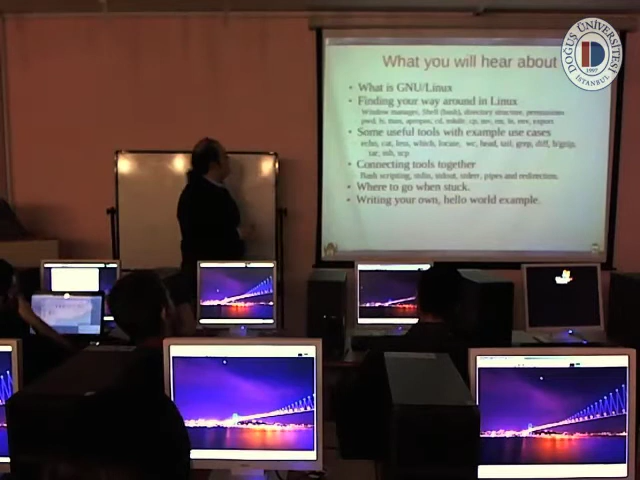 What you will hear about
• What is GNU/Linux
• Finding your way around in Linux
Window manager, Shell (bash), directory structure, permissions
pwd, ls, man, apropos, cd, mkdir, cp, mv, rm, ln, env, export
• Some useful tools with example use cases
echo, cat, less, which, locate, wc, head, tail, grep, diff, b/gzip,
tar, ssh, scp
• Connecting tools together
Bash scripting, stdin, stdout, stderr, pipes and redirection.
• Where to go when stuck.
• Writing your own, hello world example.
DOĞUŞ ÜNİVERSİTESİ
1997
İSTANBUL